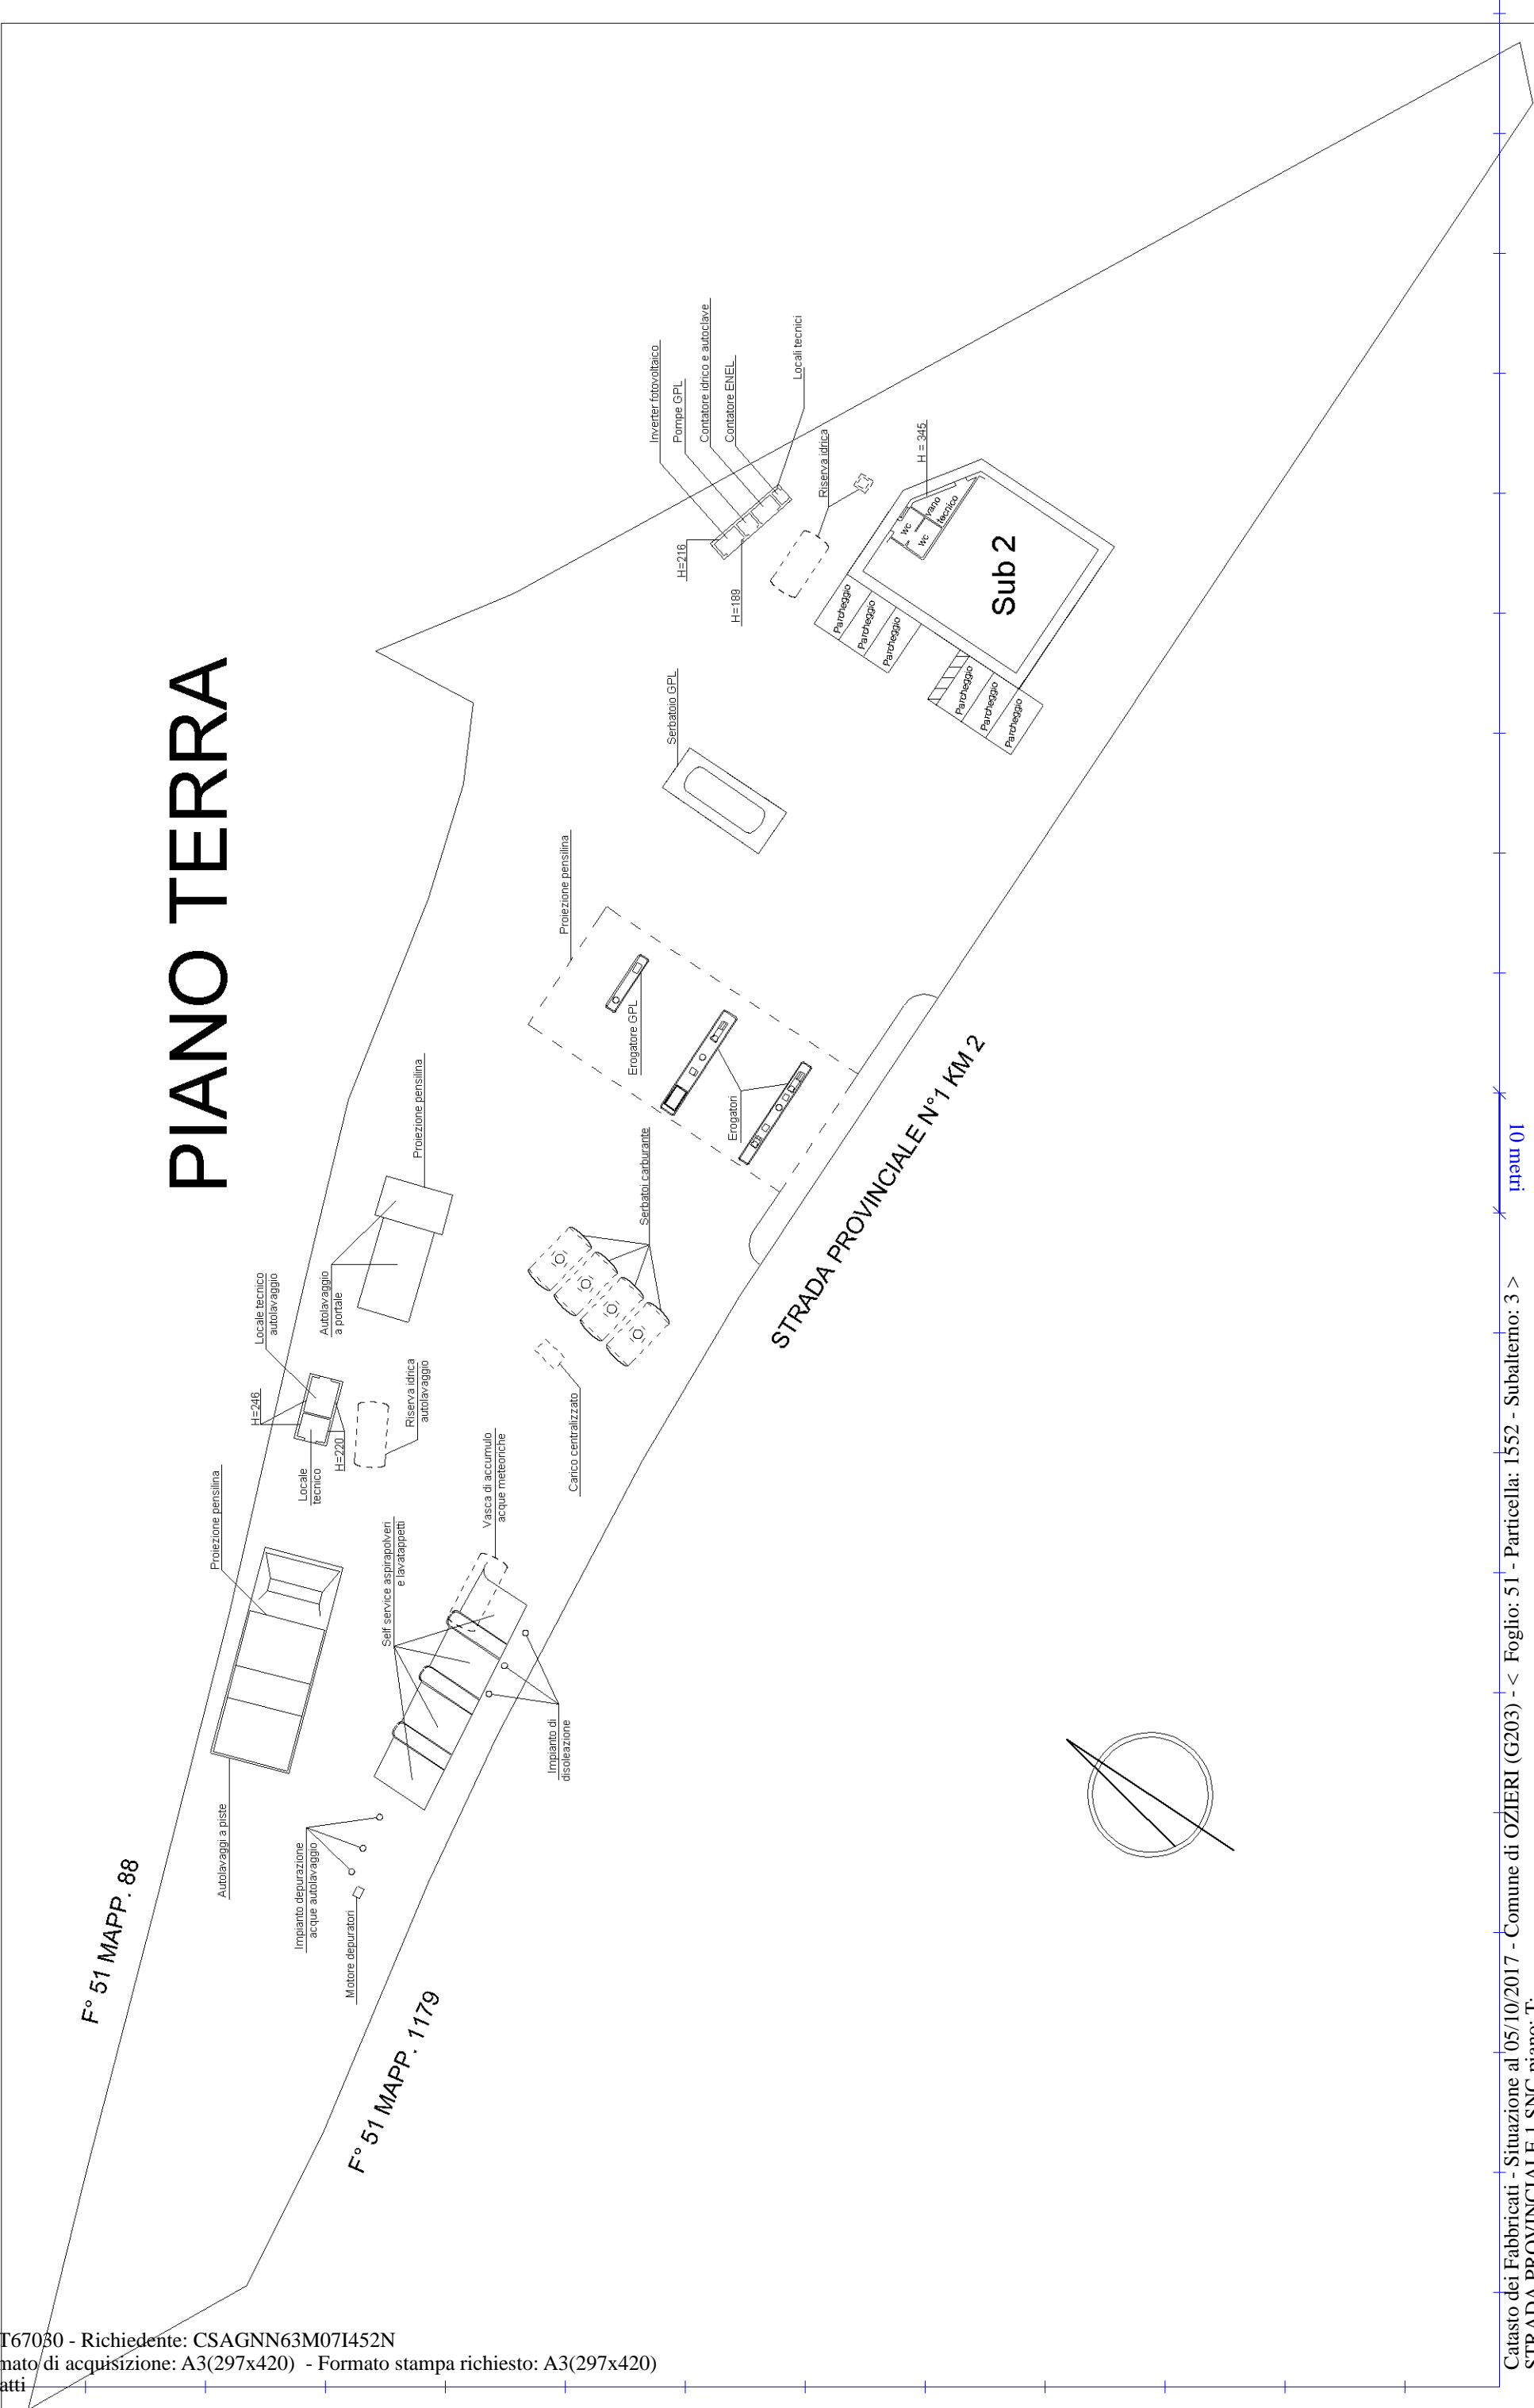 PIANO TERRA
Inverter fotovoltaico
Pompe GPL
Contatore idrico e autoclave
Contatore ENEL
Locali tecnici
H=216
H=189
Riserva idrica
H = 345
wc
wc
vano
tecnico
Sub 2
Parcheggio
Parcheggio
Parcheggio
Parcheggio
Parcheggio
Parcheggio
Serbatoio GPL
Proiezione pensilina
Erogatore GPL
Erogatori
STRADA PROVINCIALE N°1 KM 2
Proiezione pensilina
Autolavaggio
a portale
Serbatoi carburante
Carico centralizzato
Locale tecnico
autolavaggio
H=246
H=220
Locale
tecnico
Riserva idrica
autolavaggio
Proiezione pensilina
Autolavaggi a piste
Self service aspirapolveri
e lavatappetti
Vasca di accumulo
acque meteoriche
Impianto di
disoleazione
Impianto depurazione
acque autolavaggio
Motore depuratori
F° 51 MAPP. 88
F° 51 MAPP. 1179
10 metri
Catasto dei Fabbricati - Situazione al 05/10/2017 - Comune di OZIERI (G203) - < Foglio: 51 - Particella: 1552 - Subalterno: 3 >
STRADA PROVINCIALE 1 SNC piano: T;
T67030 - Richiedente: CSAGNN63M07I452N
mato di acquisizione: A3(297x420) - Formato stampa richiesto: A3(297x420)
atti